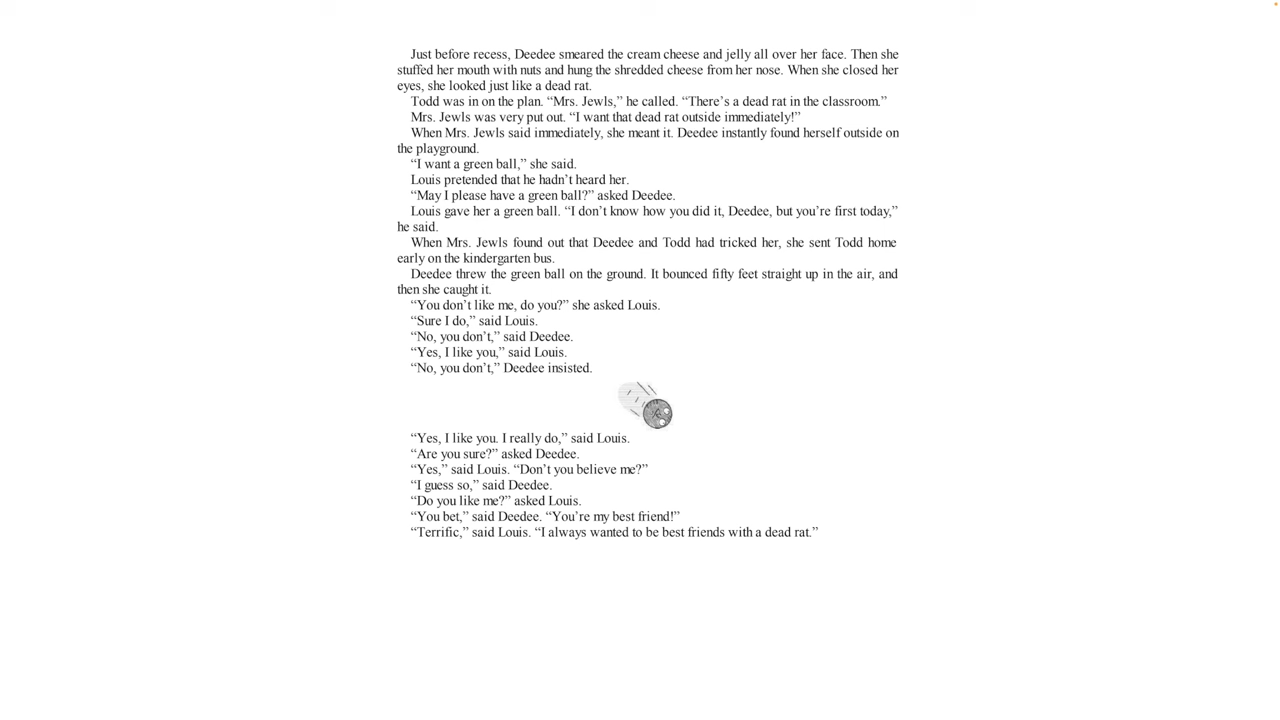 Just before recess, Deedee smeared the cream cheese and jelly all over her face. Then she
stuffed her mouth with nuts and hung the shredded cheese from her nose. When she closed her
eyes, she looked just like a dead rat.
Todd was in on the plan. “Mrs. Jewls,” he called. “There’s a dead rat in the classroom.”
Mrs. Jewls was very put out. “I want that dead rat outside immediately!”
When Mrs. Jewls said immediately, she meant it. Deedee instantly found herself outside on
the playground.
“I want a green ball,” she said.
Louis pretended that he hadn’t heard her.
“May I please have a green ball?” asked Deedee.
Louis gave her a green ball. “I don’t know how you did it, Deedee, but you’re first today,”
he said.
When Mrs. Jewls found out that Deedee and Todd had tricked her, she sent Todd home
early on the kindergarten bus.
Deedee threw the green ball on the ground. It bounced fifty feet straight up in the air, and
then she caught it.
“You don’t like me, do you?” she asked Louis.
“Sure I do,” said Louis.
“No, you don’t,” said Deedee.
“Yes, I like you,” said Louis.
“No, you don’t,” Deedee insisted.
“Yes, I like you. I really do,” said Louis.
“Are you sure?” asked Deedee.
“Yes,” said Louis. “Don’t you believe me?”
“I guess so,” said Deedee.
“Do you like me?” asked Louis.
“You bet,” said Deedee. “You’re my best friend!”
“Terrific,” said Louis. “I always wanted to be best friends with a dead rat.”